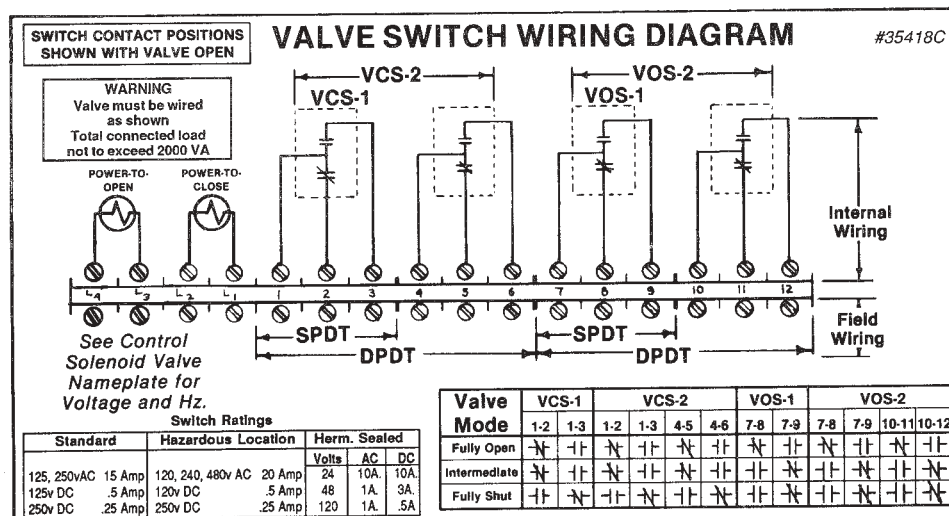 SWITCH CONTACT POSITIONS
SHOWN WITH VALVE OPEN
VALVE SWITCH WIRING DIAGRAM
#35418C
WARNING
Valve must be wired
as shown
Total connected load
not to exceed 2000 VA
VCS-2
VCS-1
VOS-2
VOS-1
POWER-TO-
OPEN
POWER-TO-
CLOSE
Internal
Wiring
L4 L3 L2 L1 1 2 3 4 5 6 7 8 9 10 11 12
Field
Wiring
SPDT
SPDT
DPDT
DPDT
See Control
Solenoid Valve
Nameplate for
Voltage and Hz.
Switch Ratings
Standard Hazardous Location Herm. Sealed
Volts AC DC
125, 250vAC 15 Amp 120, 240, 480v AC 20 Amp 24 10A. 10A.
125v DC .5 Amp 120v DC .5 Amp 48 1A. 3A.
250v DC .25 Amp 250v DC .25 Amp 120 1A. .5A
Valve Mode VCS-1 VCS-2 VOS-1 VOS-2
1-2 1-3 1-2 1-3 4-5 4-6 7-8 7-9 7-8 7-9 10-11 10-12
Fully Open
Intermediate
Fully Shut